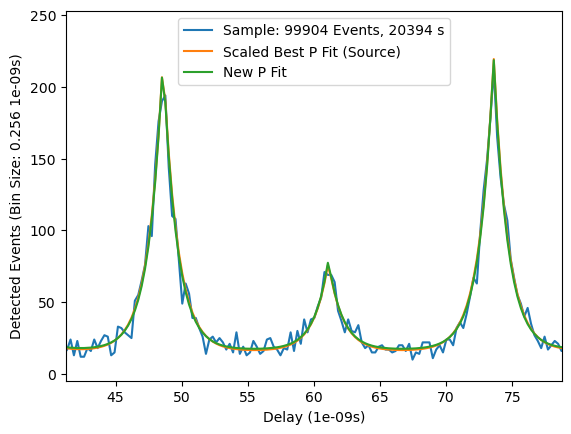 250
200
150
100
50
0
Detected Events (Bin Size: 0.256 1e-09s)
Sample: 99904 Events, 20394 s
Scaled Best P Fit (Source)
New P Fit
45
50
55
60
65
70
75
Delay (1e-09s)